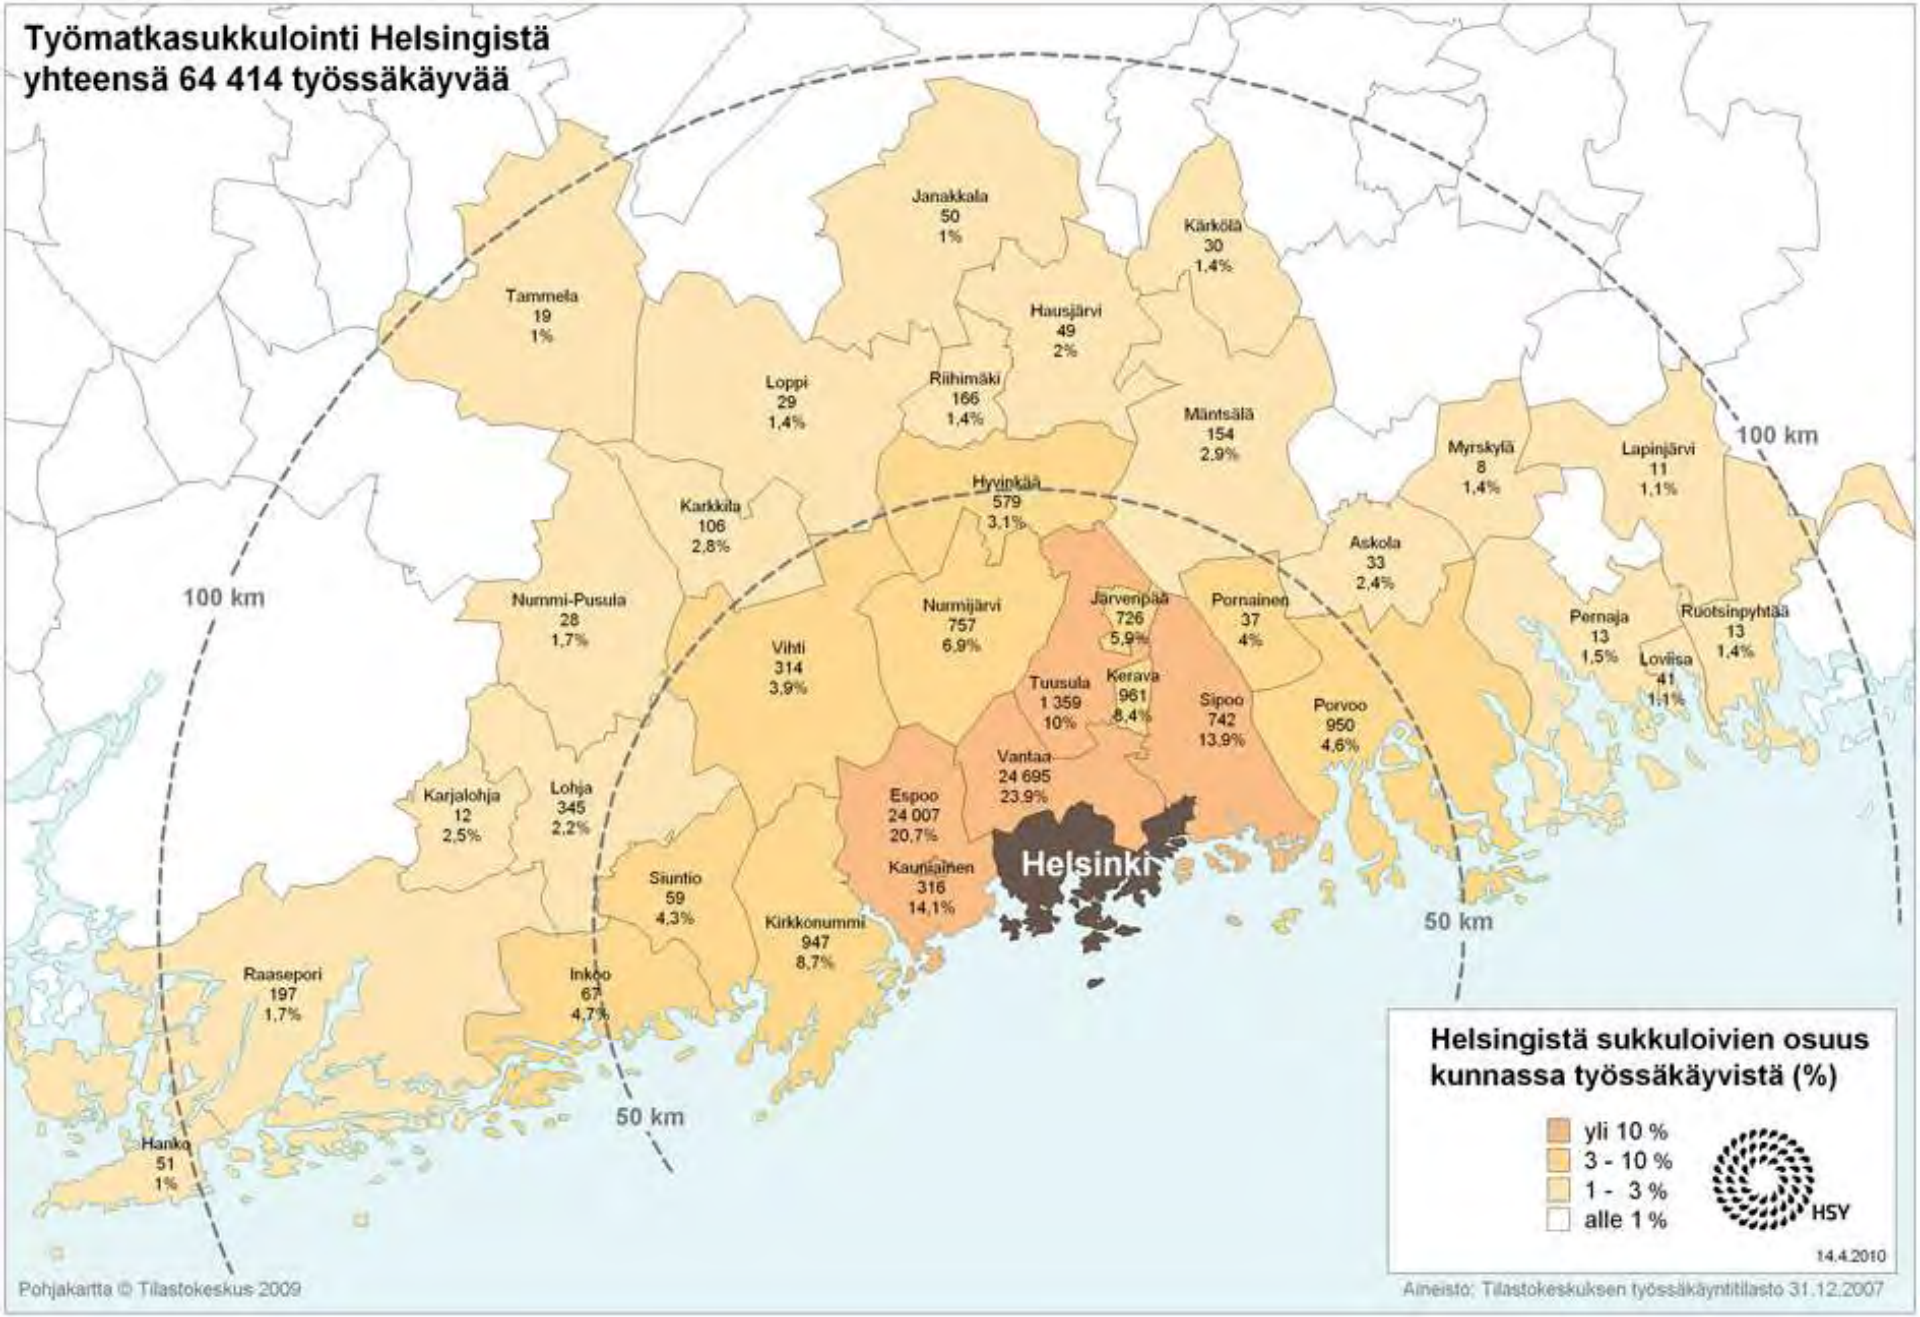 Työmatkasukkulointi Helsingistä
yhteensä 64 414 työssäkäyvää
Janakkala
50
1%
Kärkölä
30
1,4%
Tammela
19
1%
Hausjärvi
49
2%
Loppi
29
1,4%
Riihimäki
166
1,4%
Mäntsälä
154
2,9%
100 km
Myrskylä
8
1,4%
Lapinjärvi
11
1,1%
Hyvinkää
579
3,1%
Karkkila
106
2,8%
Askola
33
2,4%
100 km
Nummi-Pusula
28
1,7%
Nurmijärvi
757
6,9%
Järvenpää
726
5,9%
Pornainen
37
4%
Pernaja
13
1,5%
Ruotsinpyhtää
13
1,4%
Loviisa
41
1,1%
Vihti
314
3,9%
Tuusula
1 359
10%
Kerava
961
8,4%
Sipoo
742
13,9%
Porvoo
950
4,6%
Vantaa
24 695
23,9%
Karjalohja
12
2,5%
Lohja
345
2,2%
Espoo
24 007
20,7%
Helsinki
Kauniainen
316
14,1%
Siuntio
59
4,3%
Kirkkonummi
947
8,7%
50 km
Raasepori
197
1,7%
Inkoo
67
4,7%
50 km
Hanko
51
1%
Helsingistä sukkuloivien osuus
kunnassa työssäkäyvistä (%)
yli 10 %
3 - 10 %
1 - 3 %
alle 1 %
HSY
14.4.2010
Pohjakartta © Tilastokeskus 2009
Aineisto: Tilastokeskuksen työssäkäyntitilasto 31.12.2007